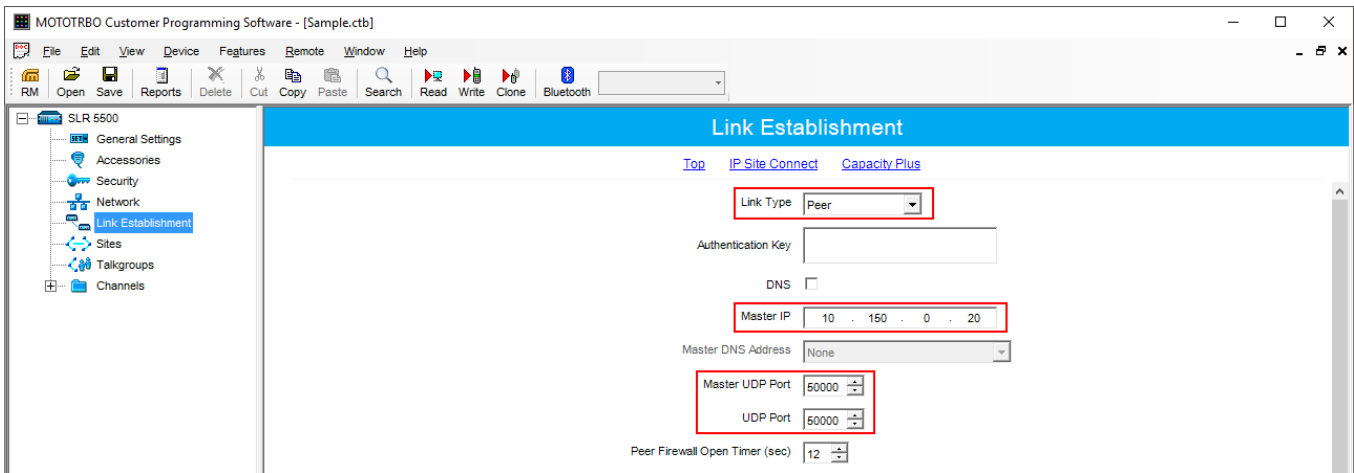 MOTOTRBO Customer Programming Software - [Sample.ctb]
File Edit View Device Features Remote Window Help
RM Open Save Reports Delete Cut Copy Paste Search Read Write Clone Bluetooth
SLR 5500
General Settings
Accessories
Security
Network
Link Establishment
Sites
Talkgroups
Channels
Link Establishment
Top IP Site Connect Capacity Plus
Link Type Peer
Authentication Key
DNS
Master IP 10 . 150 . 0 . 20
Master DNS Address None
Master UDP Port 50000
UDP Port 50000
Peer Firewall Open Timer (sec) 12